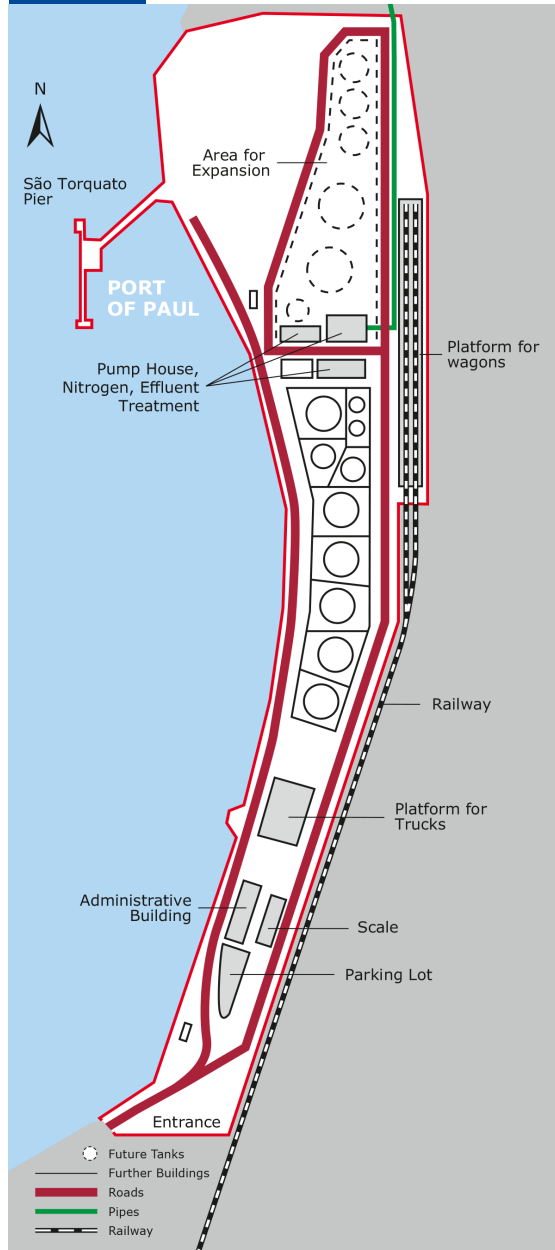 N
São Torquato
Pier
Area for
Expansion
PORT
OF PAUL
Platform for
wagons
Pump House,
Nitrogen, Effluent
Treatment
Railway
Platform for
Trucks
Administrative
Building
Scale
Parking Lot
Entrance
Future Tanks
Further Buildings
Roads
Pipes
Railway